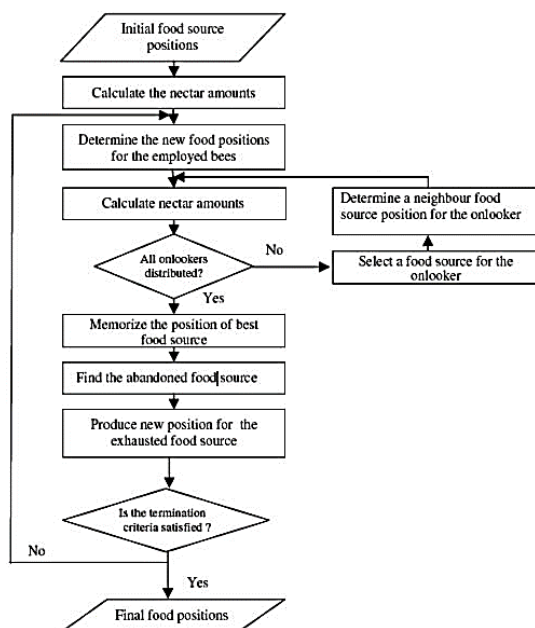 Initial food source
positions
Calculate the nectar amounts
Determine the new food positions
for the employed bees
Calculate nectar amounts
Determine a neighbour food
source position for the onlooker
All onlookers
distributed?
No
Select a food source for the
onlooker
Yes
Memorize the position of best
food source
Find the abandoned food source
Produce new position for the
exhausted food source
Is the termination
criteria satisfied ?
No
Yes
Final food positions